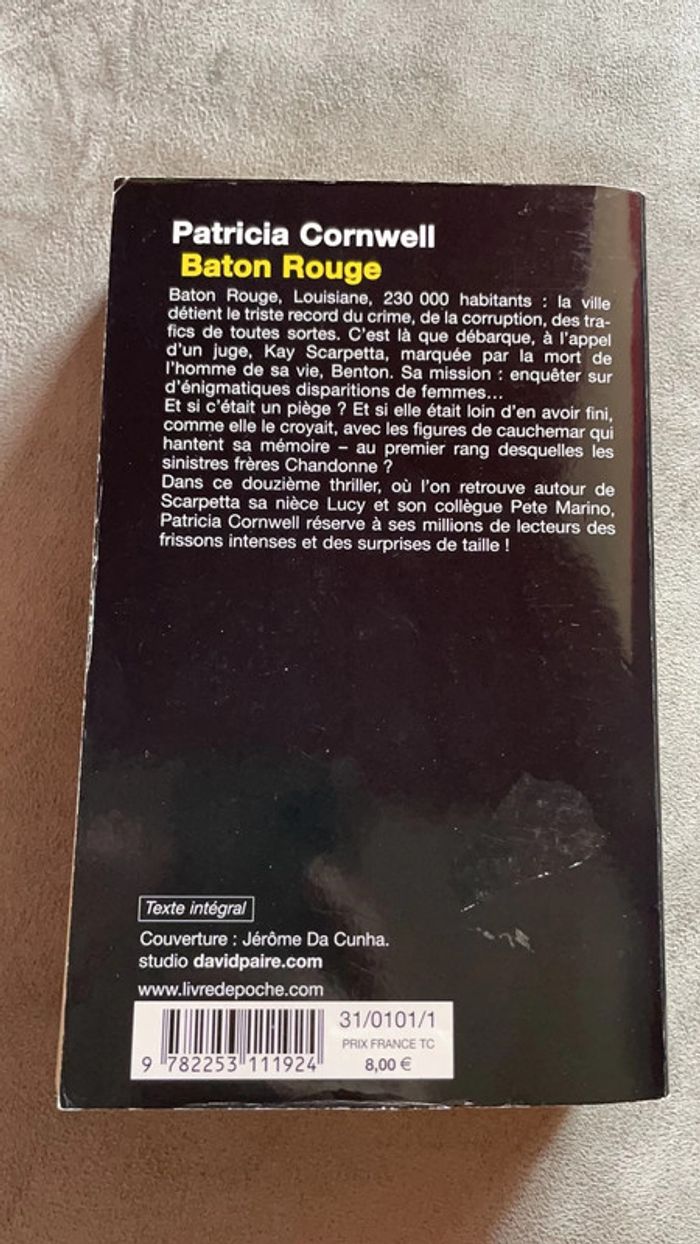 Patricia Cornwell
Baton Rouge
Baton Rouge, Louisiane, 230 000 habitants : la ville
détient le triste record du crime, de la corruption, des tra-
fics de toutes sortes. C'est là que débarque, à l'appel
d'un juge, Kay Scarpetta, marquée par la mort de
l'homme de sa vie, Benton. Sa mission : enquêter sur
d'énigmatiques disparitions de femmes...
Et si c'était un piège ? Et si elle était loin d'en avoir fini,
comme elle le croyait, avec les figures de cauchemar qui
hantent sa mémoire – au premier rang desquelles les
sinistres frères Chandonne ?
Dans ce douzième thriller, où l'on retrouve autour de
Scarpetta sa nièce Lucy et son collègue Pete Marino,
Patricia Cornwell réserve à ses millions de lecteurs des
frissons intenses et des surprises de taille !
Texte intégral
Couverture : Jérôme Da Cunha.
studio davidpaire.com
www.livredepoche.com
31/0101/1
PRIX FRANCE TC
8,00 €
9 782253 111924